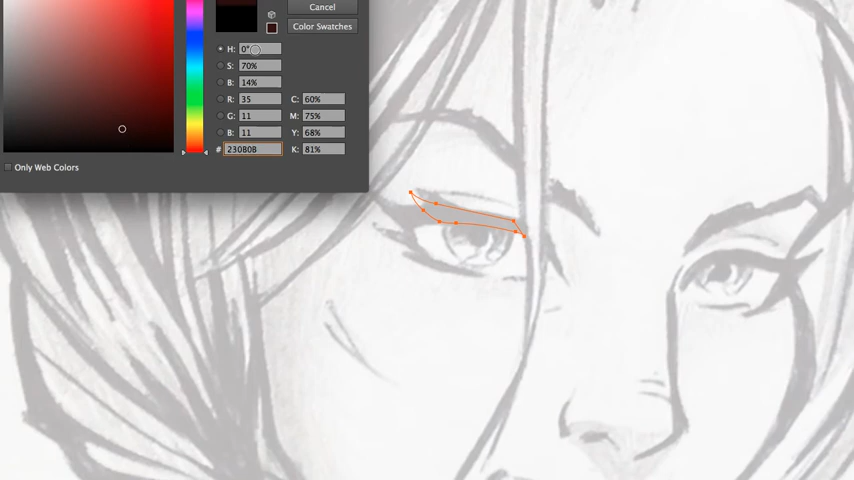 Cancel
Color Swatches
H: 0°
S: 70%
B: 14%
R: 35 C: 60%
G: 11 M: 75%
B: 11 Y: 68%
# 230B0B K: 81%
Only Web Colors